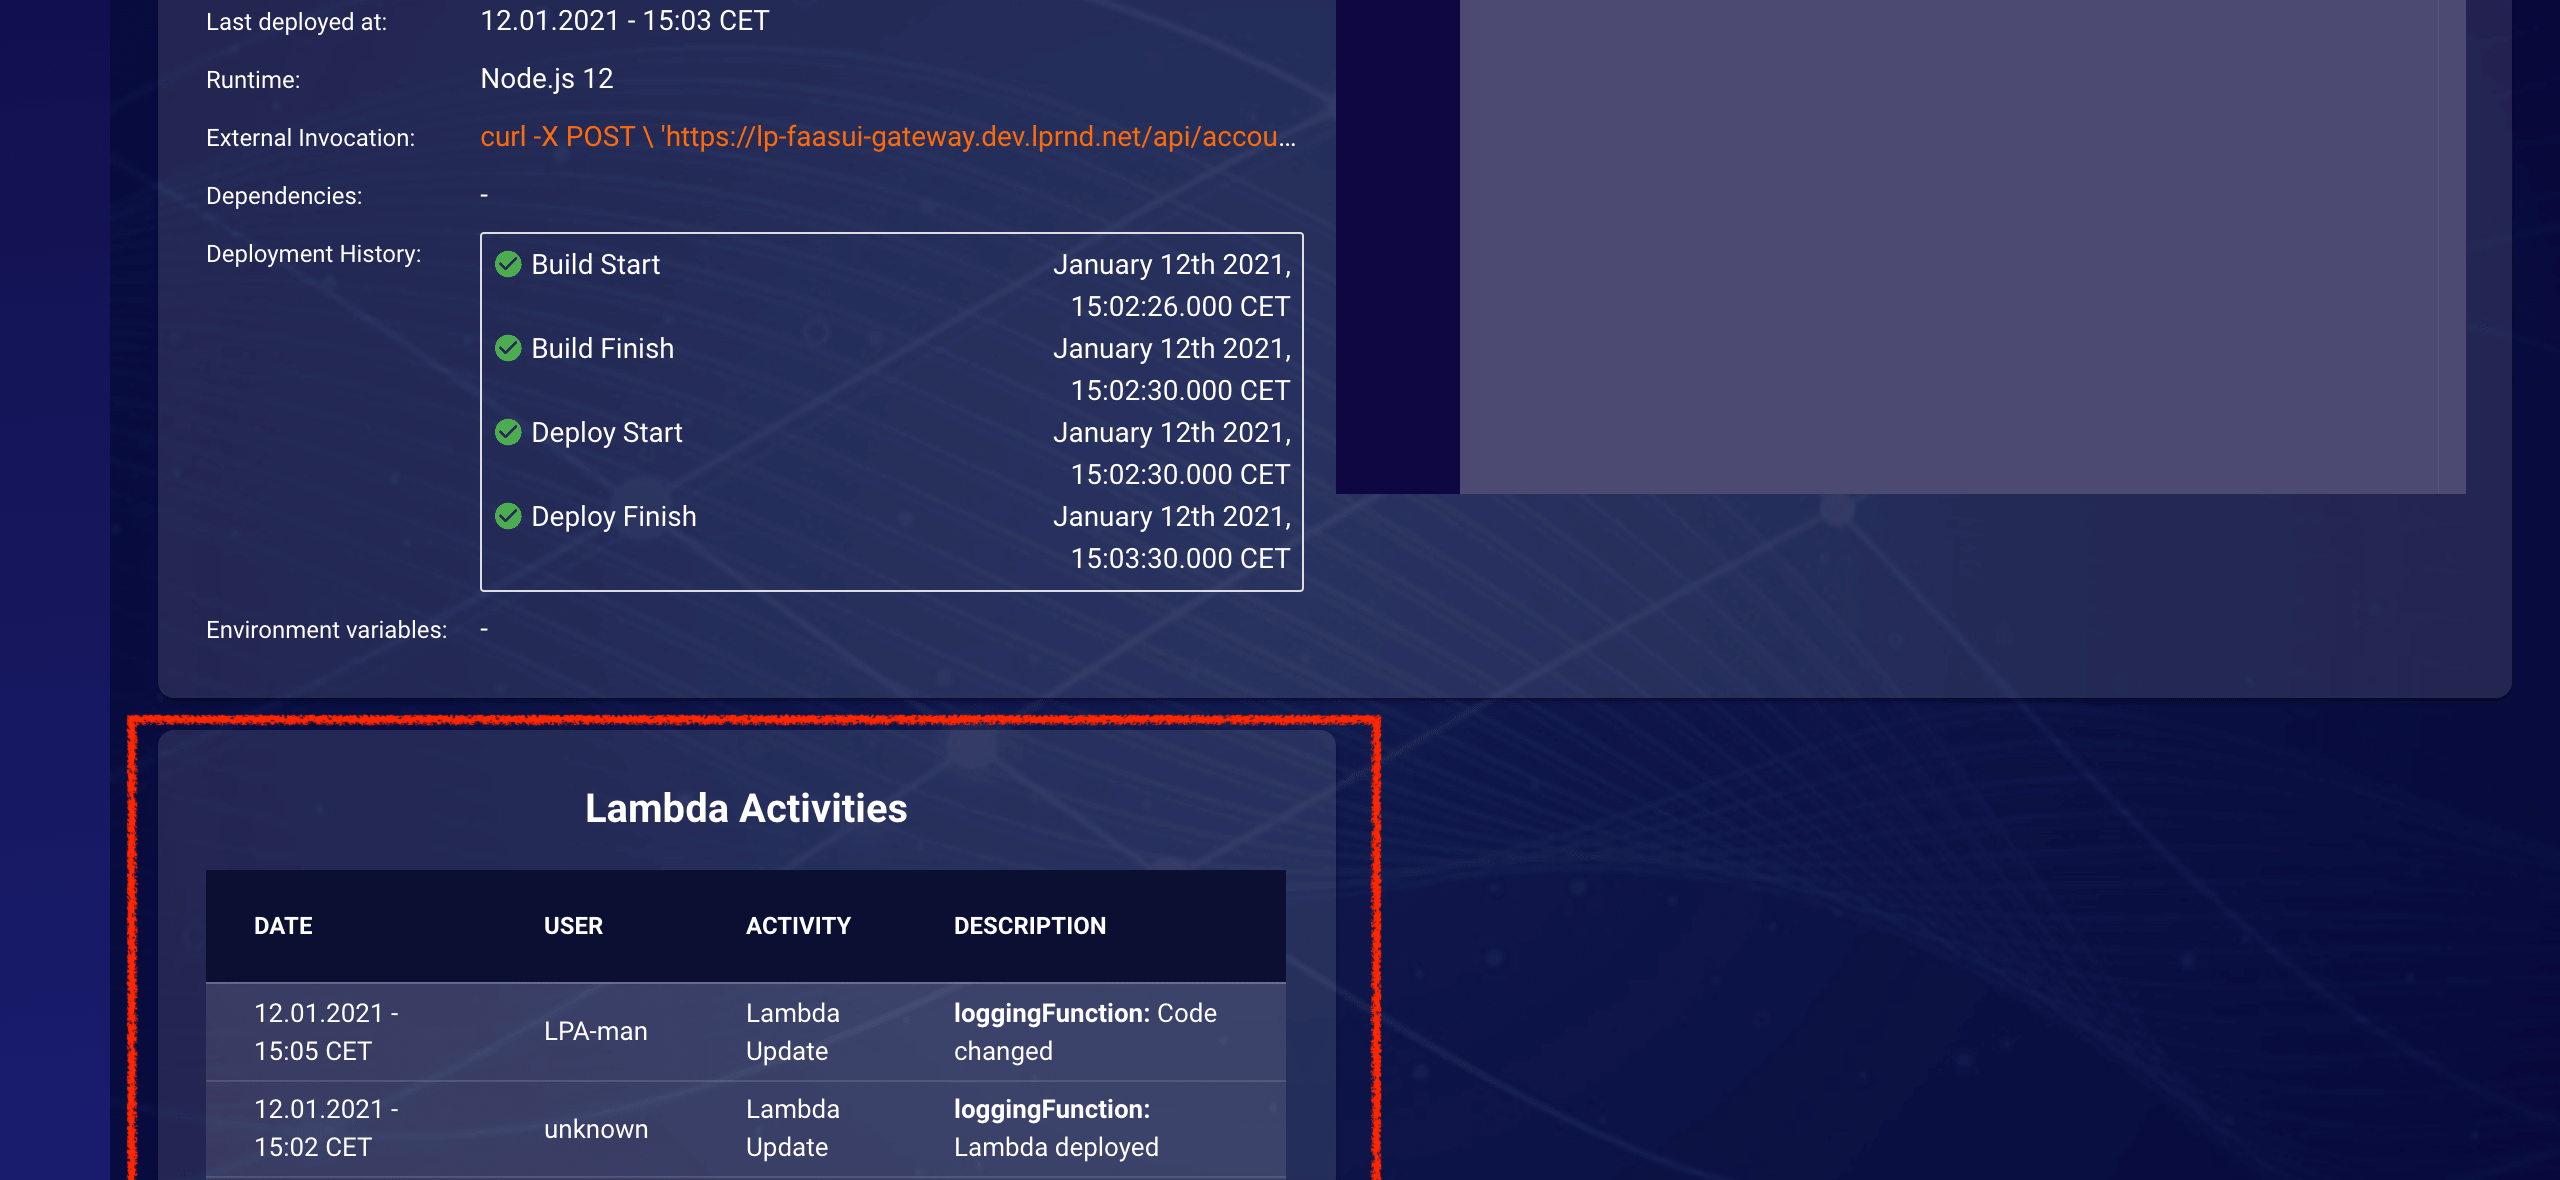 Last deployed at: 12.01.2021 - 15:03 CET
Runtime: Node.js 12
External Invocation: curl -X POST \ 'https://lp-faasui-gateway.dev.lprnd.net/api/accou...
Dependencies: -
Deployment History:
Build Start January 12th 2021,
15:02:26.000 CET
Build Finish January 12th 2021,
15:02:30.000 CET
Deploy Start January 12th 2021,
15:02:30.000 CET
Deploy Finish January 12th 2021,
15:03:30.000 CET
Environment variables: -
Lambda Activities
DATE USER ACTIVITY DESCRIPTION
12.01.2021 -
15:05 CET
LPA-man
Lambda
Update
loggingFunction: Code
changed
12.01.2021 -
15:02 CET
unknown
Lambda
Update
loggingFunction:
Lambda deployed